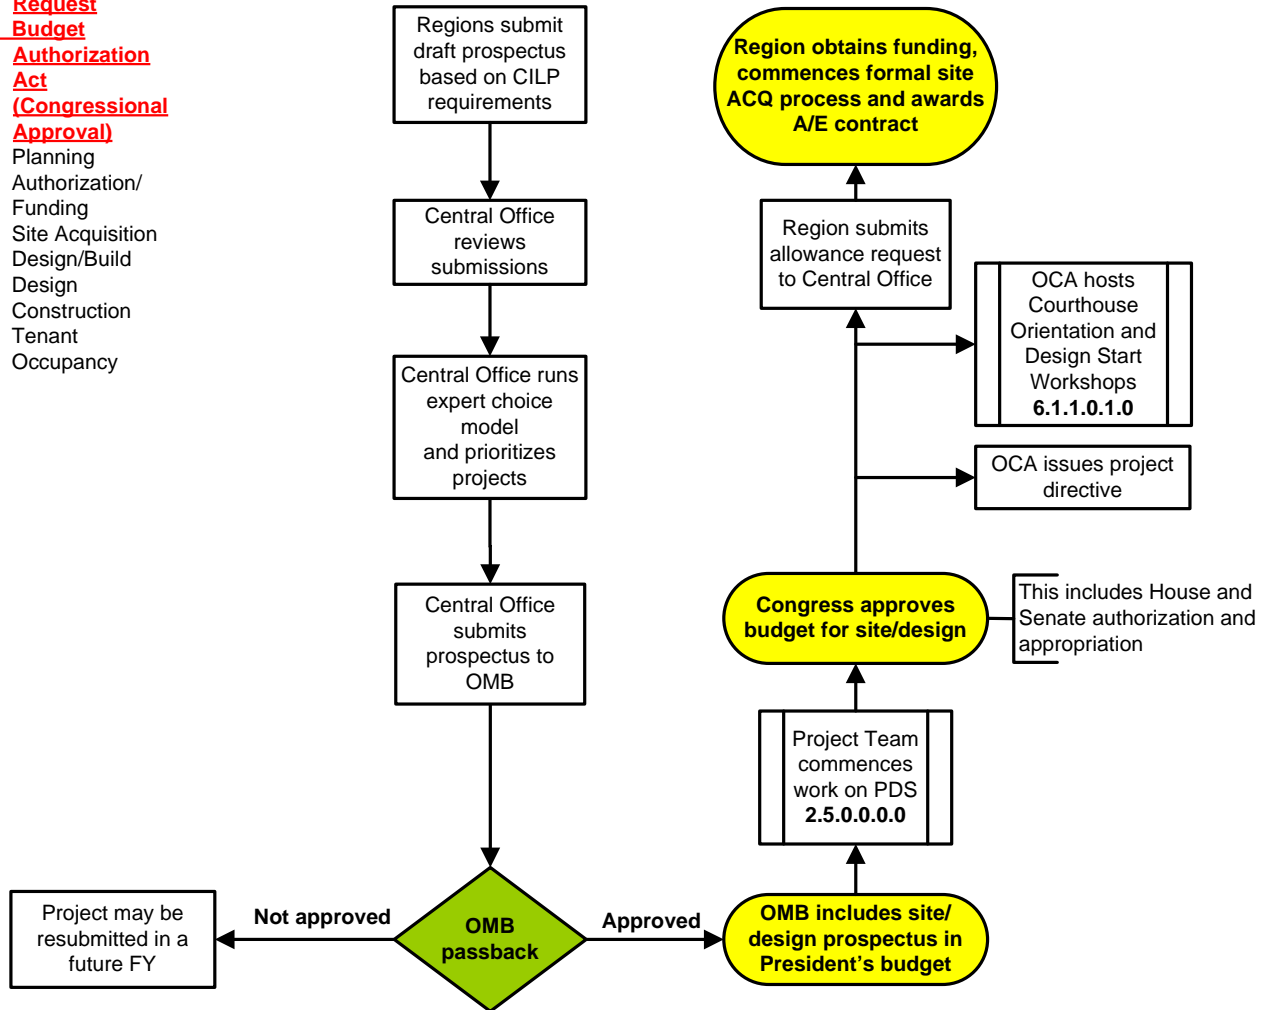 Request
Budget
Authorization
Act
(Congressional
Approval)
Planning
Authorization/
Funding
Site Acquisition
Design/Build
Design
Construction
Tenant
Occupancy
Regions submit
draft prospectus
based on CILP
requirements
Central Office
reviews
submissions
Central Office runs
expert choice
model
and prioritizes
projects
Central Office
submits
prospectus to
OMB
OMB
passback
Not approved
Project may be
resubmitted in a
future FY
Approved
OMB includes site/
design prospectus in
President's budget
Project Team
commences
work on PDS
2.5.0.0.0.0
Congress approves
budget for site/design
This includes House and
Senate authorization and
appropriation
OCA issues project
directive
OCA hosts
Courthouse
Orientation and
Design Start
Workshops
6.1.1.0.1.0
Region submits
allowance request
to Central Office
Region obtains funding,
commences formal site
ACQ process and awards
A/E contract